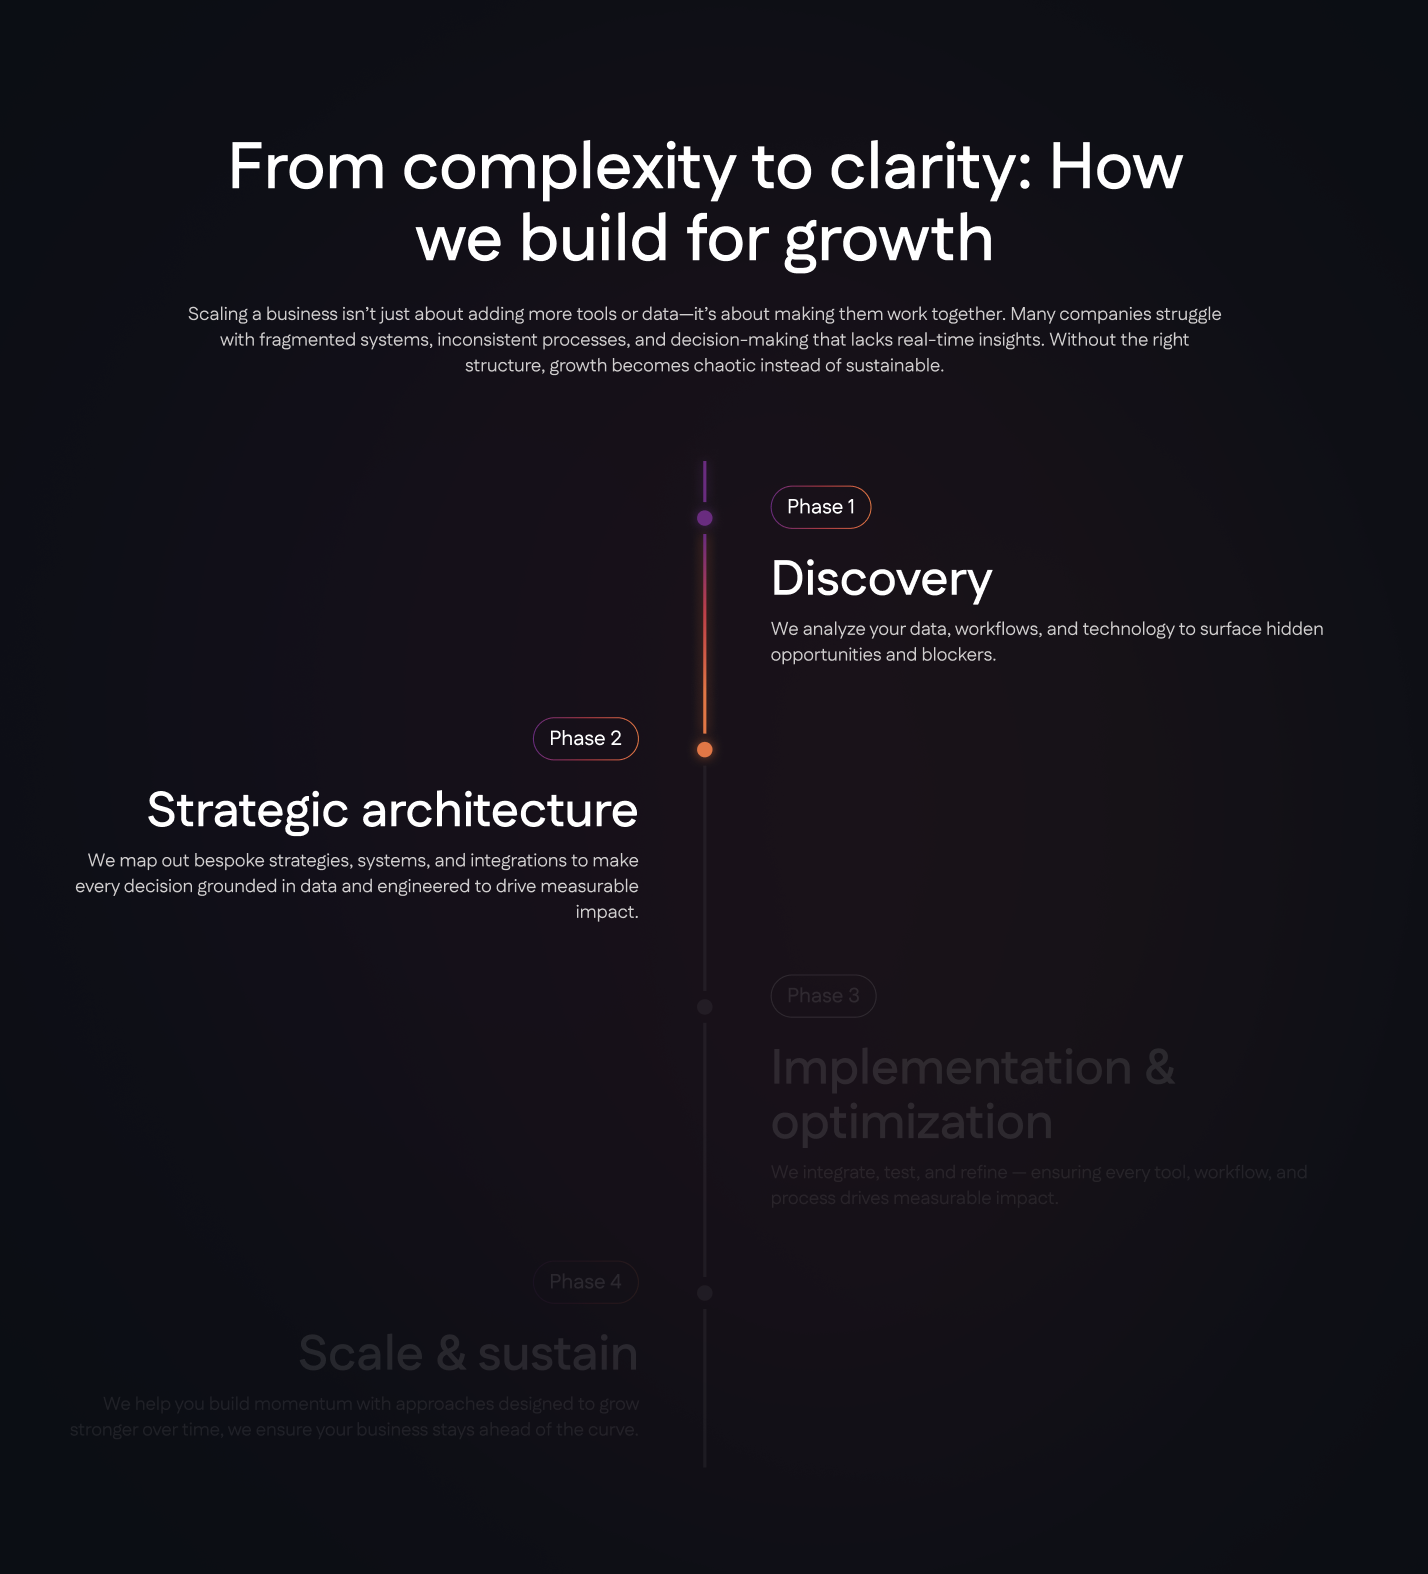 From complexity to clarity: How
we build for growth
Scaling a business isn’t just about adding more tools or data—it’s about making them work together. Many companies struggle
with fragmented systems, inconsistent processes, and decision-making that lacks real-time insights. Without the right
structure, growth becomes chaotic instead of sustainable.
Phase 1
Discovery
We analyze your data, workflows, and technology to surface hidden
opportunities and blockers.
Phase 2
Strategic architecture
We map out bespoke strategies, systems, and integrations to make
every decision grounded in data and engineered to drive measurable
impact.
Phase 3
Implementation &
optimization
We integrate, test, and refine — ensuring every tool, workflow, and
process drives measurable impact.
Phase 4
Scale & sustain
We help you build momentum with approaches designed to grow
stronger over time, we ensure your business stays ahead of the curve.